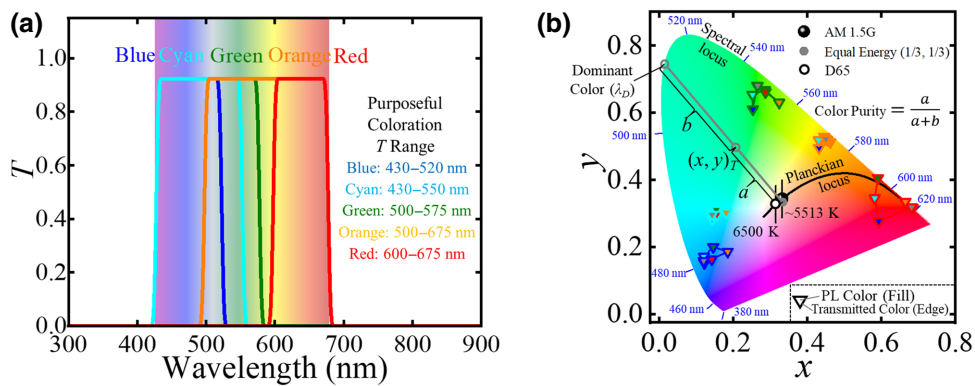 (a)
Blue Cyan Green Orange Red
1.0
0.8
0.6
0.4
0.2
0.0
T
Purposeful
Coloration
T Range
Blue: 430–520 nm
Cyan: 430–550 nm
Green: 500–575 nm
Orange: 500–675 nm
Red: 600–675 nm
300 400 500 600 700 800 900
Wavelength (nm)
(b)
520 nm
Spectral
locus
540 nm
AM 1.5G
Equal Energy (1/3, 1/3)
D65
560 nm
Dominant
Color (λD)
Color Purity = a/(a+b)
500 nm
b
580 nm
(x, y)T
a
Planckian
locus
600 nm
620 nm
~5513 K
6500 K
480 nm
460 nm
380 nm
PL Color (Fill)
Transmitted Color (Edge)
0.8
0.6
0.4
0.2
0.0
y
0.0 0.2 0.4 0.6 0.8
x